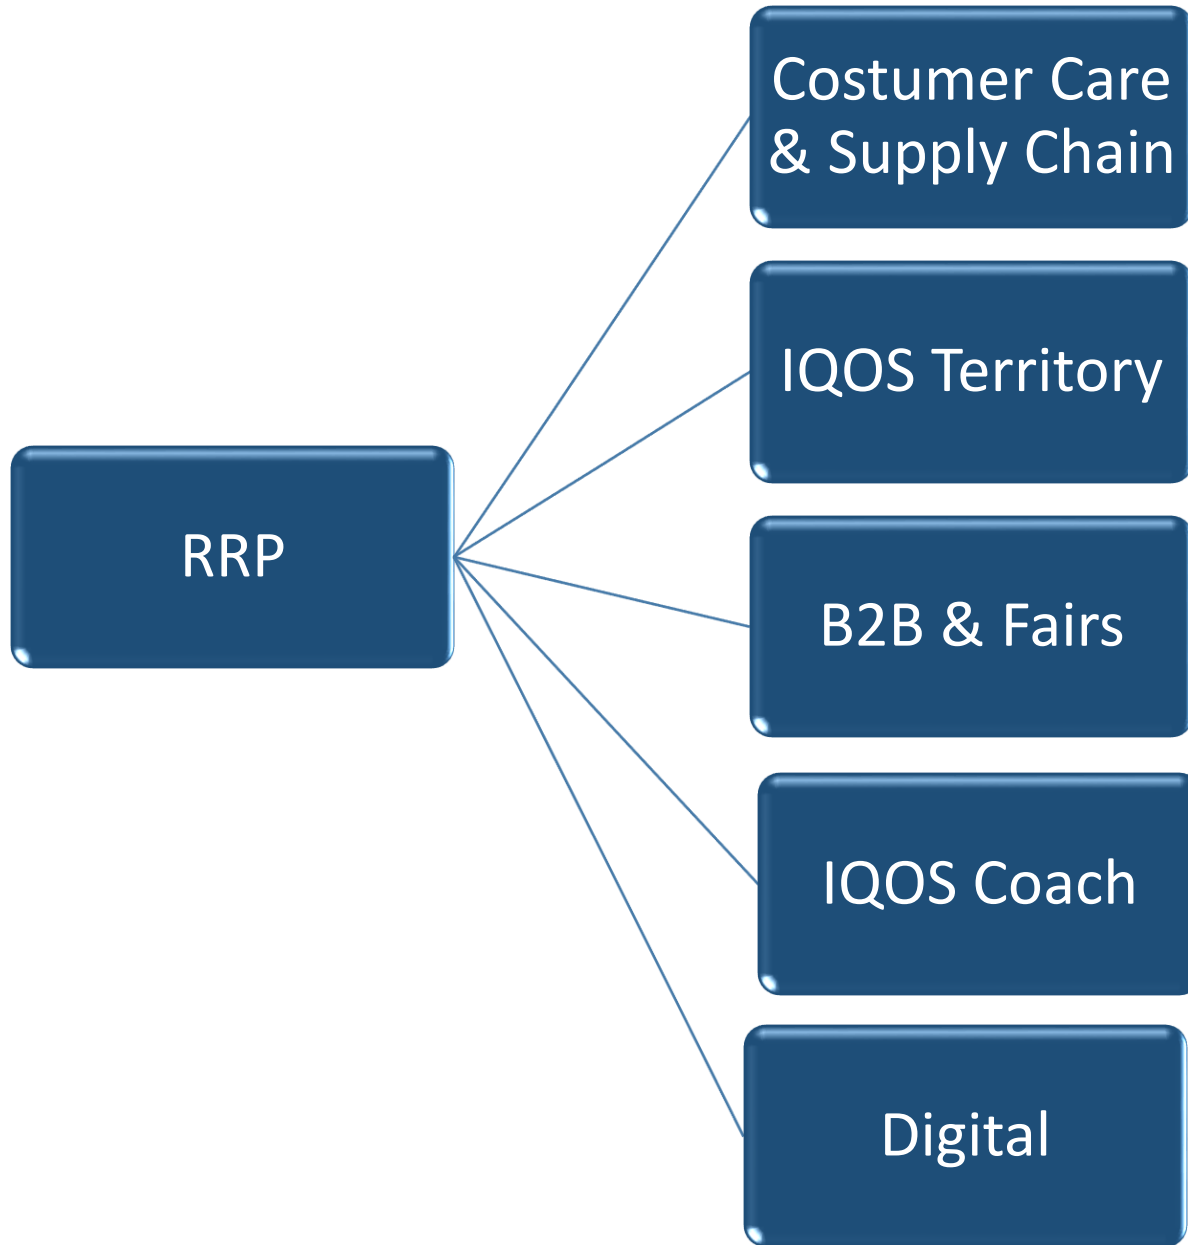 Costumer Care
& Supply Chain
IQOS Territory
RRP
B2B & Fairs
IQOS Coach
Digital